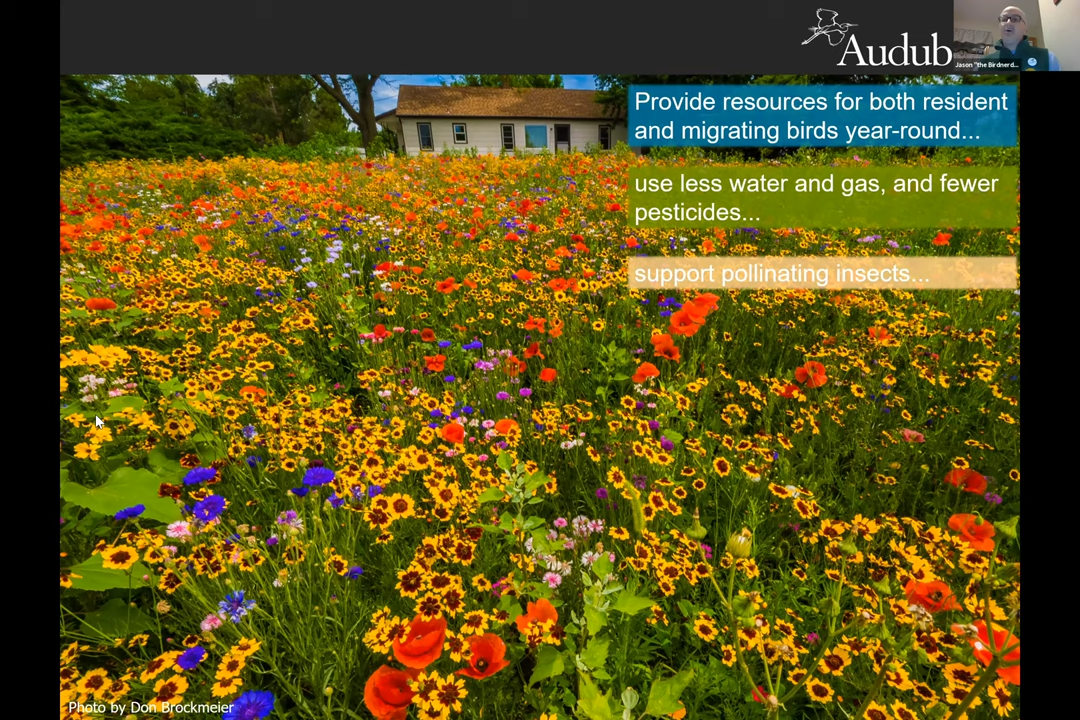 Audub
Jason "the Birdnerd...
Provide resources for both resident
and migrating birds year-round...
use less water and gas, and fewer
pesticides...
support pollinating insects...
Photo by Don Brockmeier